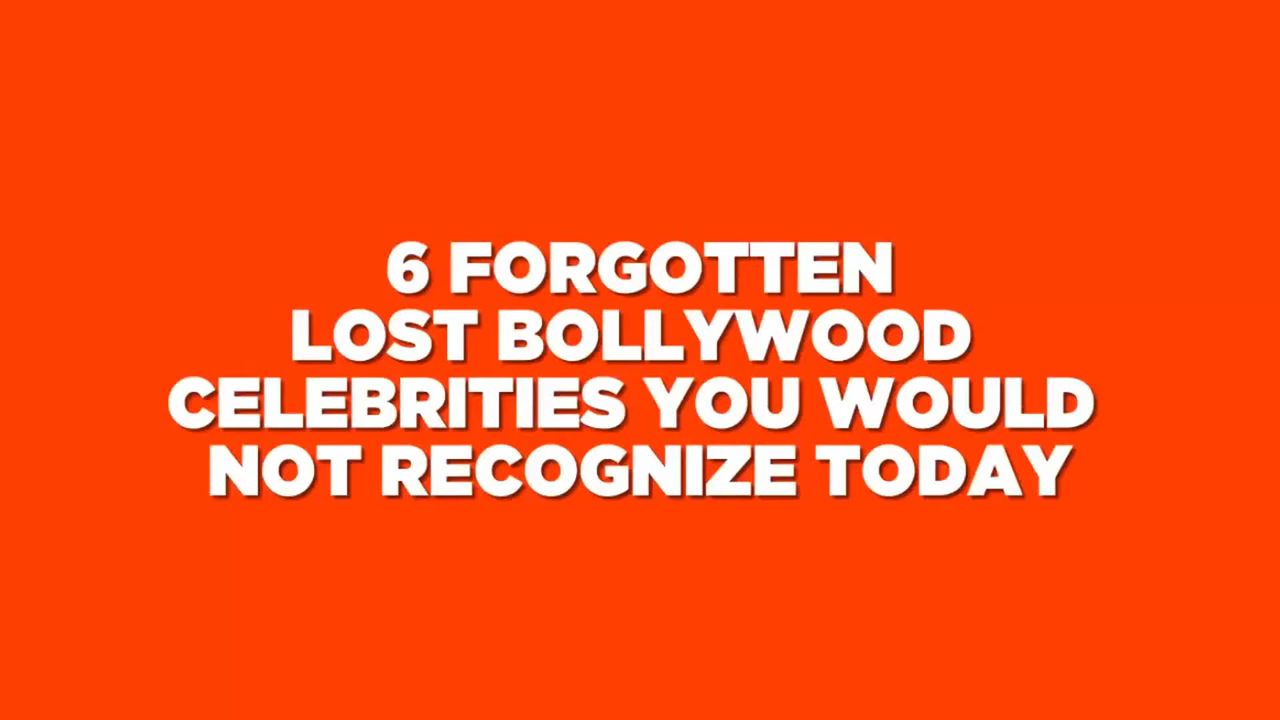 6 FORGOTTEN
LOST BOLLYWOOD
CELEBRITIES YOU WOULD
NOT RECOGNIZE TODAY